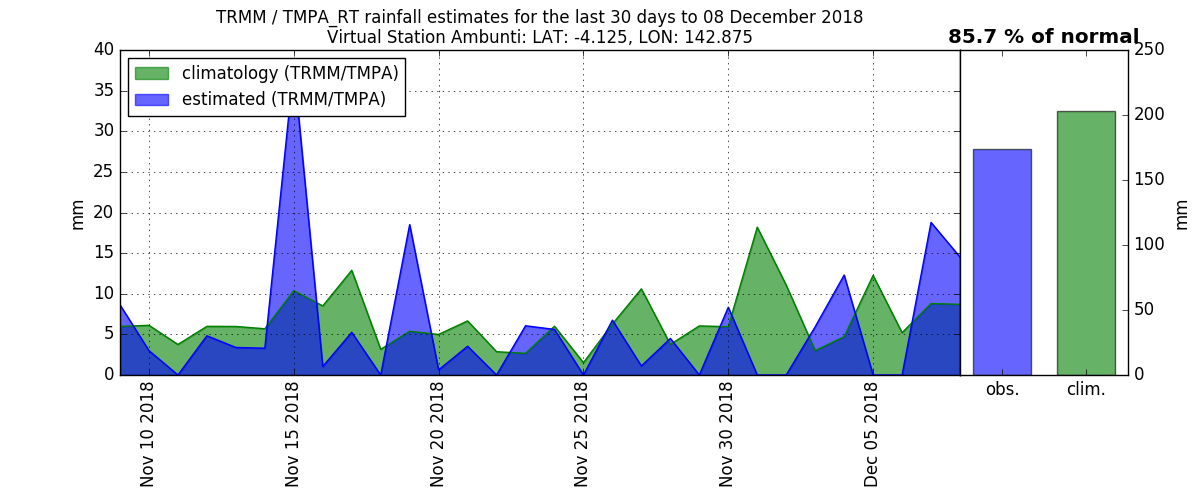 TRMM / TMPA_RT rainfall estimates for the last 30 days to 08 December 2018
Virtual Station Ambunti: LAT: -4.125, LON: 142.875
85.7 % of normal
climatology (TRMM/TMPA)
estimated (TRMM/TMPA)
mm
40
35
30
25
20
15
10
5
0
Nov 10 2018
Nov 15 2018
Nov 20 2018
Nov 25 2018
Nov 30 2018
Dec 05 2018
obs.
clim.
250
200
150
100
50
0
mm